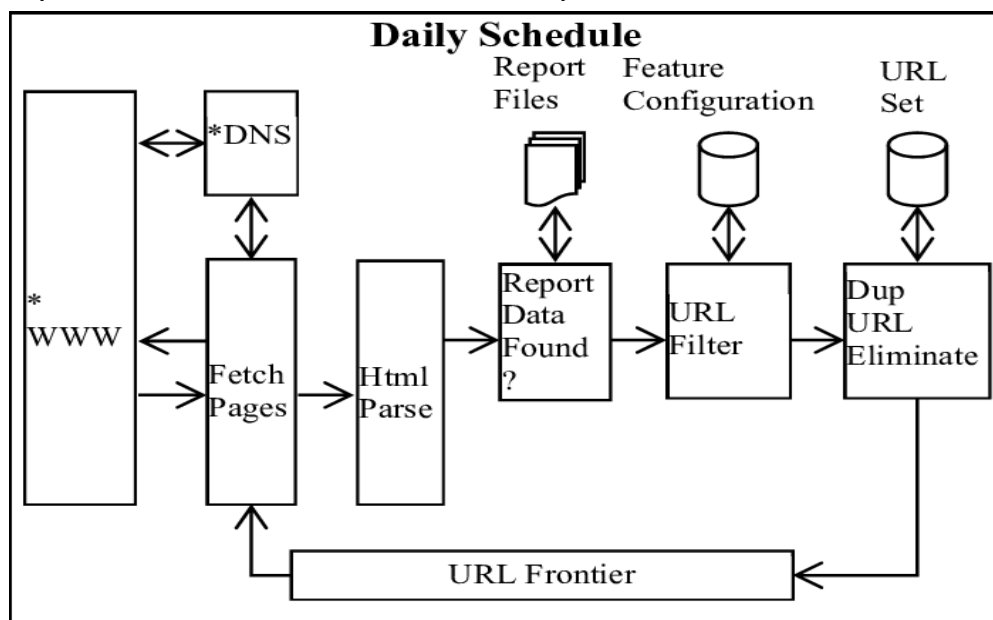 Daily Schedule
Report
Files
Feature
Configuration
URL
Set
*DNS
*
WWW
Fetch
Pages
Html
Parse
Report
Data
Found
?
URL
Filter
Dup
URL
Eliminate
URL Frontier